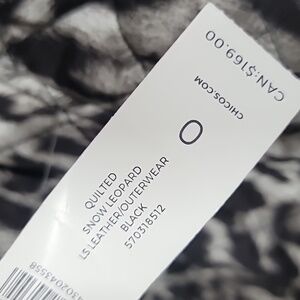 CAN:$169.00
CHICOS.COM
0
QUILTED
SNOW LEOPARD
LS LEATHER/OUTERWEAR
BLACK
570318512